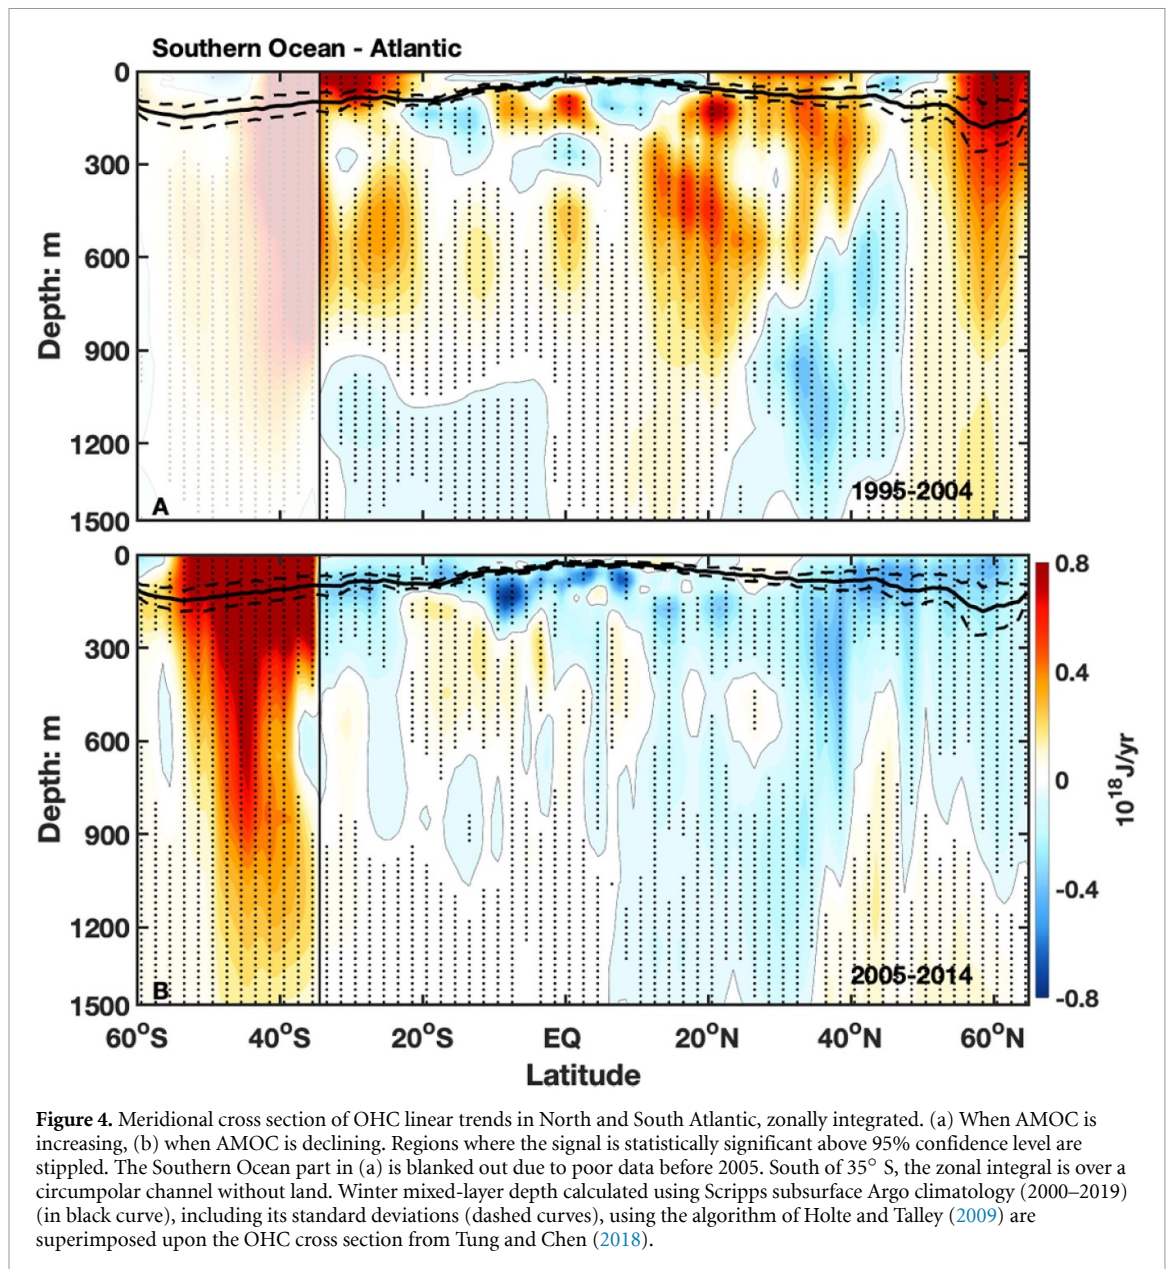 Southern Ocean - Atlantic
0
300
600
900
1200
1500
Depth: m
A
1995-2004
0
300
600
900
1200
1500
Depth: m
B
2005-2014
0.8
0.4
0
-0.4
-0.8
10^18 J/yr
60°S
40°S
20°S
EQ
20°N
40°N
60°N
Latitude
Figure 4. Meridional cross section of OHC linear trends in North and South Atlantic, zonally integrated. (a) When AMOC is
increasing, (b) when AMOC is declining. Regions where the signal is statistically significant above 95% confidence level are
stippled. The Southern Ocean part in (a) is blanked out due to poor data before 2005. South of 35° S, the zonal integral is over a
circumpolar channel without land. Winter mixed-layer depth calculated using Scripps subsurface Argo climatology (2000–2019)
(in black curve), including its standard deviations (dashed curves), using the algorithm of Holte and Talley (2009) are
superimposed upon the OHC cross section from Tung and Chen (2018).